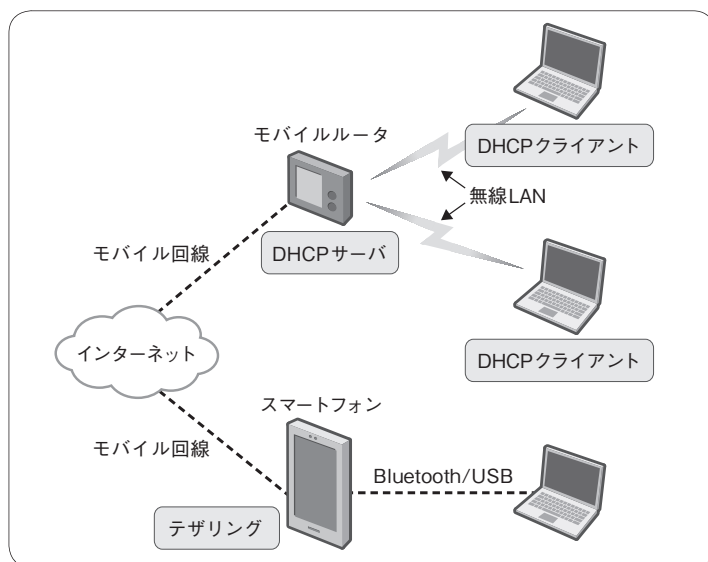 モバイルルータ
DHCPクライアント
無線LAN
モバイル回線
DHCPサーバ
インターネット
DHCPクライアント
スマートフォン
モバイル回線
Bluetooth/USB
テザリング